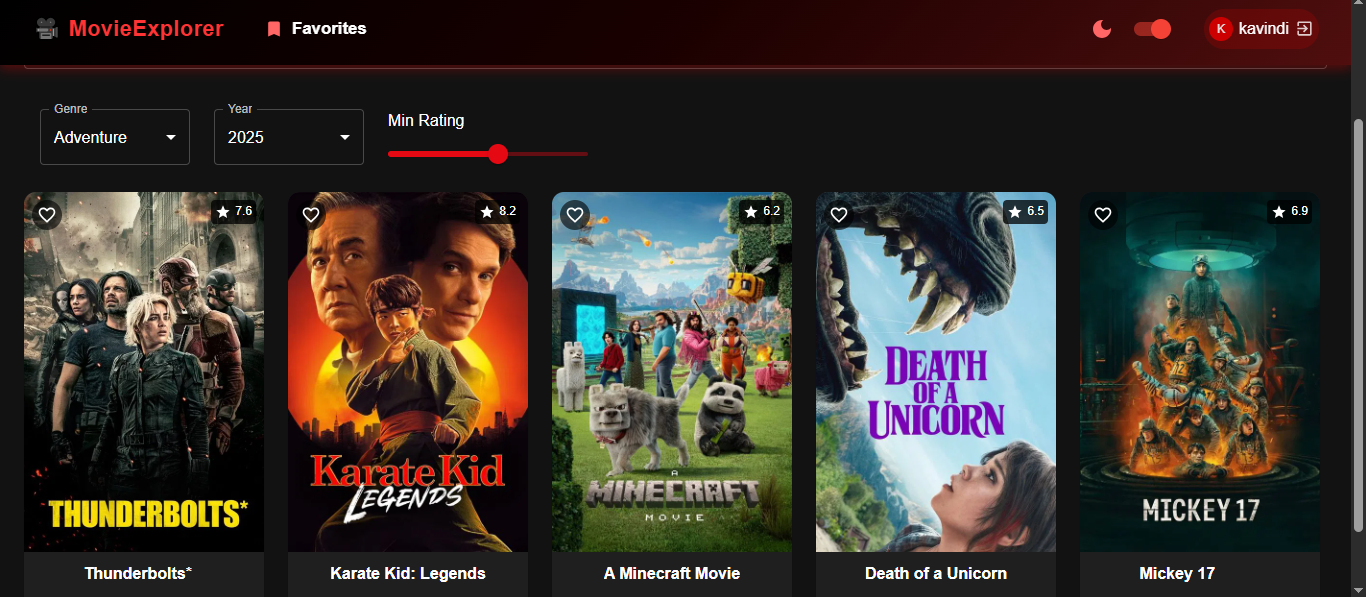 MovieExplorer
Favorites
K
kavindi
Genre
Adventure
Year
2025
Min Rating
7.6
8.2
6.2
6.5
6.9
THUNDERBOLTS*
Karate Kid
LEGENDS
A
MINECRAFT
MOVIE
DEATH
OF A
UNICORN
MICKEY 17
Thunderbolts*
Karate Kid: Legends
A Minecraft Movie
Death of a Unicorn
Mickey 17